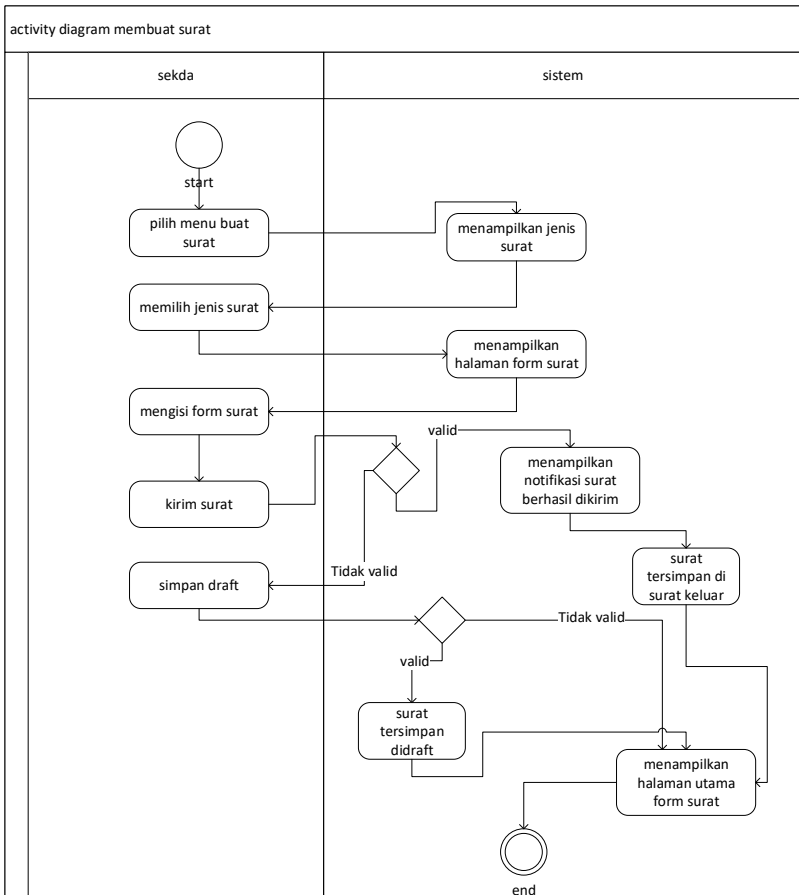 activity diagram membuat surat
sekda
sistem
start
pilih menu buat
surat
menampilkan jenis
surat
memilih jenis surat
menampilkan
halaman form surat
mengisi form surat
valid
menampilkan
notifikasi surat
berhasil dikirim
kirim surat
surat
tersimpan di
surat keluar
Tidak valid
simpan draft
Tidak valid
valid
surat
tersimpan
didraft
menampilkan
halaman utama
form surat
end